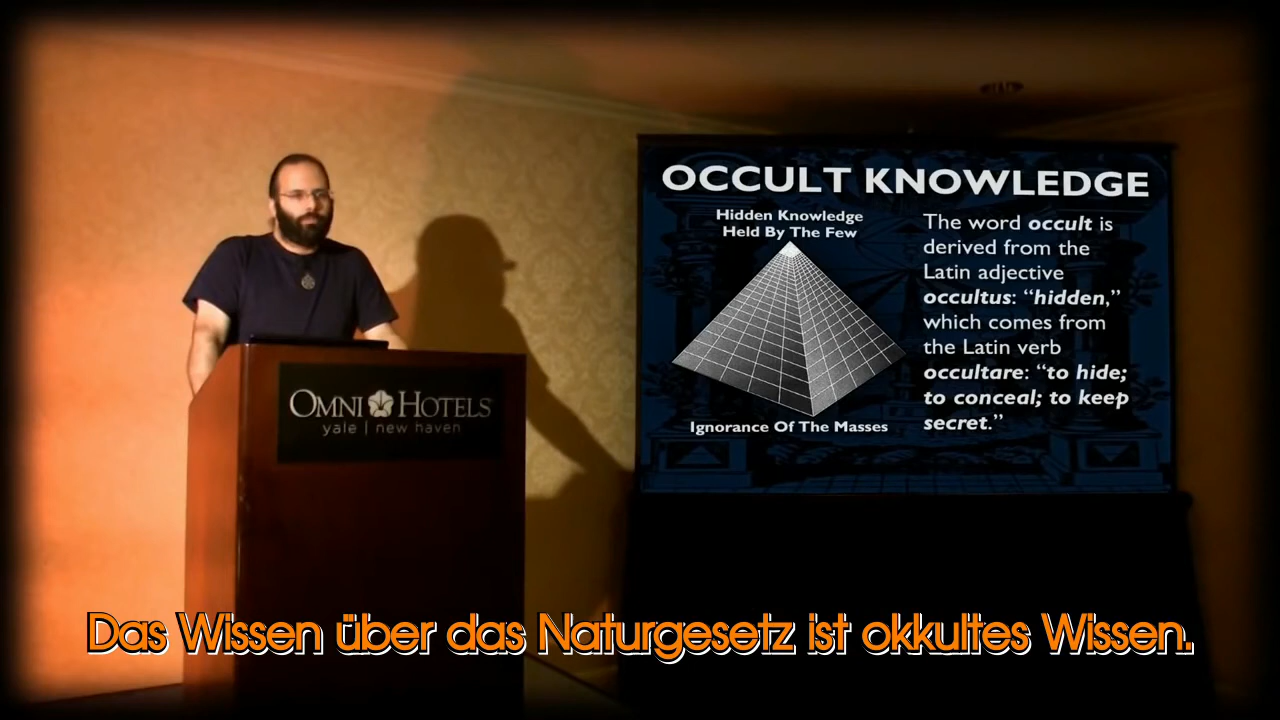 OCCULT KNOWLEDGE
Hidden Knowledge
Held By The Few
Ignorance Of The Masses
The word occult is
derived from the
Latin adjective
occultus: “hidden,”
which comes from
the Latin verb
occultare: “to hide;
to conceal; to keep
secret.”
OMNI HOTELS
yale | new haven
Das Wissen über das Naturgesetz ist okkultes Wissen.